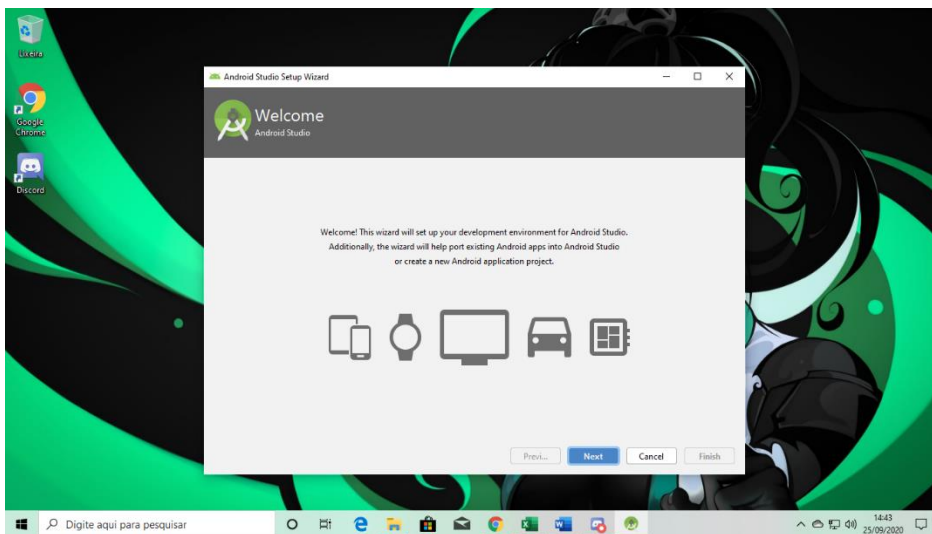 Lixeira
Google
Chrome
Discord
Android Studio Setup Wizard
Welcome
Android Studio
Welcome! This wizard will set up your development environment for Android Studio.
Additionally, the wizard will help port existing Android apps into Android Studio
or create a new Android application project.
Previ...
Next
Cancel
Finish
Digite aqui para pesquisar
14:43
25/09/2020